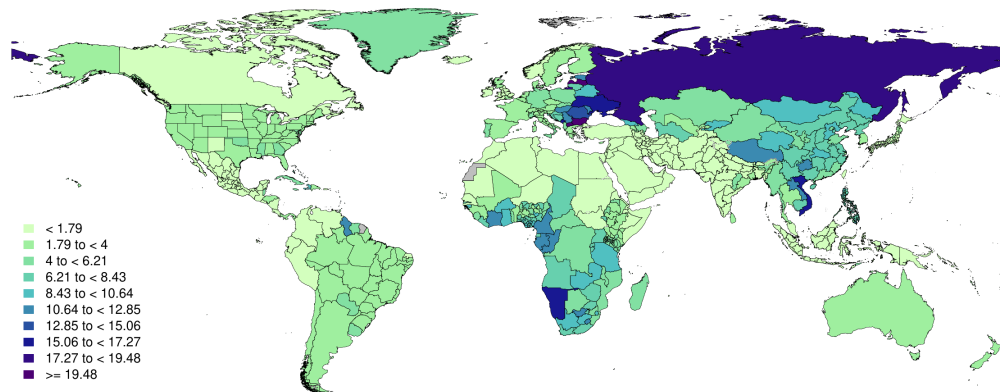 < 1.79
1.79 to < 4
4 to < 6.21
6.21 to < 8.43
8.43 to < 10.64
10.64 to < 12.85
12.85 to < 15.06
15.06 to < 17.27
17.27 to < 19.48
>= 19.48